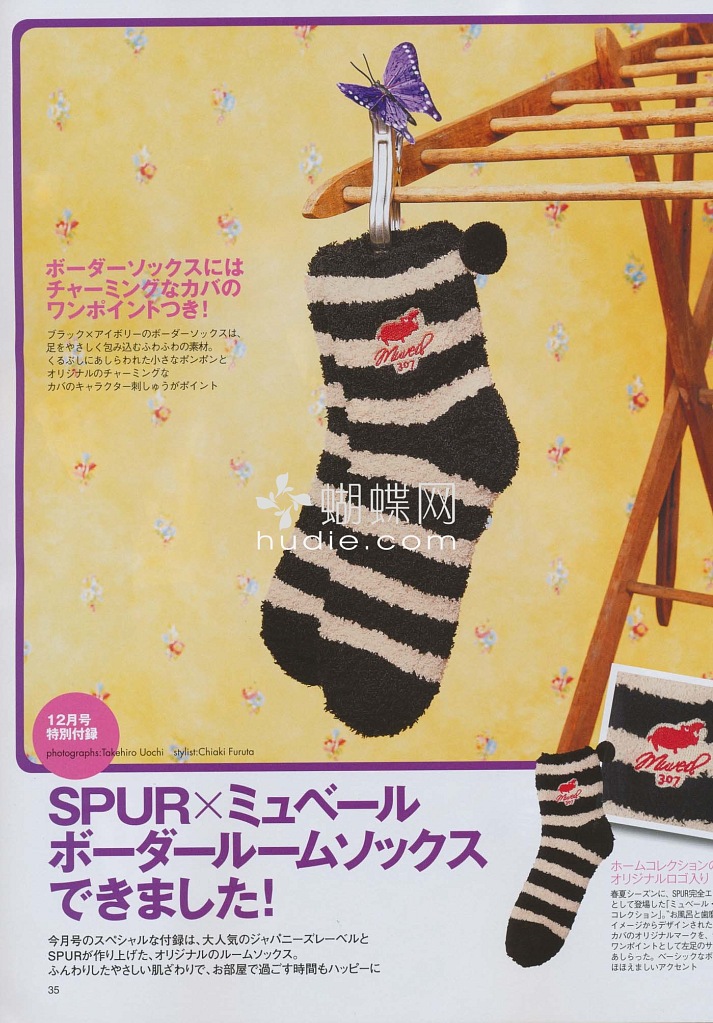 ボーダーソックスには
チャーミングなカバの
ワンポイントつき!
ブラック×アイボリーのボーダーソックスは、
足をやさしく包み込むふわふわの素材。
くるぶしにあしらわれた小さなポンポンと
オリジナルのチャーミングな
カバのキャラクター刺しゅうがポイント
Muveil
307
蝴蝶网
hudie.com
12月号
特別付録
photographs:Takehiro Uochi stylist:Chiaki Furuta
SPUR×ミュベール
ボーダールームソックス
できました!
今月号のスペシャルな付録は、大人気のジャパニーズレーベルと
SPURが作り上げた、オリジナルのルームソックス。
ふんわりしたやさしい肌ざわりで、お部屋で過ごす時間もハッピーに
35
Muveil
307
Muveil
307
ホームコレクションの
オリジナルロゴ入り
春夏シーズンに、SPUR完全エ
として登場した「ミュベール・
コレクション」。“お風呂と歯磨
イメージからデザインされた
カバのオリジナルマークを、
ワンポイントとして左足のサ
あしらった。ベーシックなボ
ほほえましいアクセント